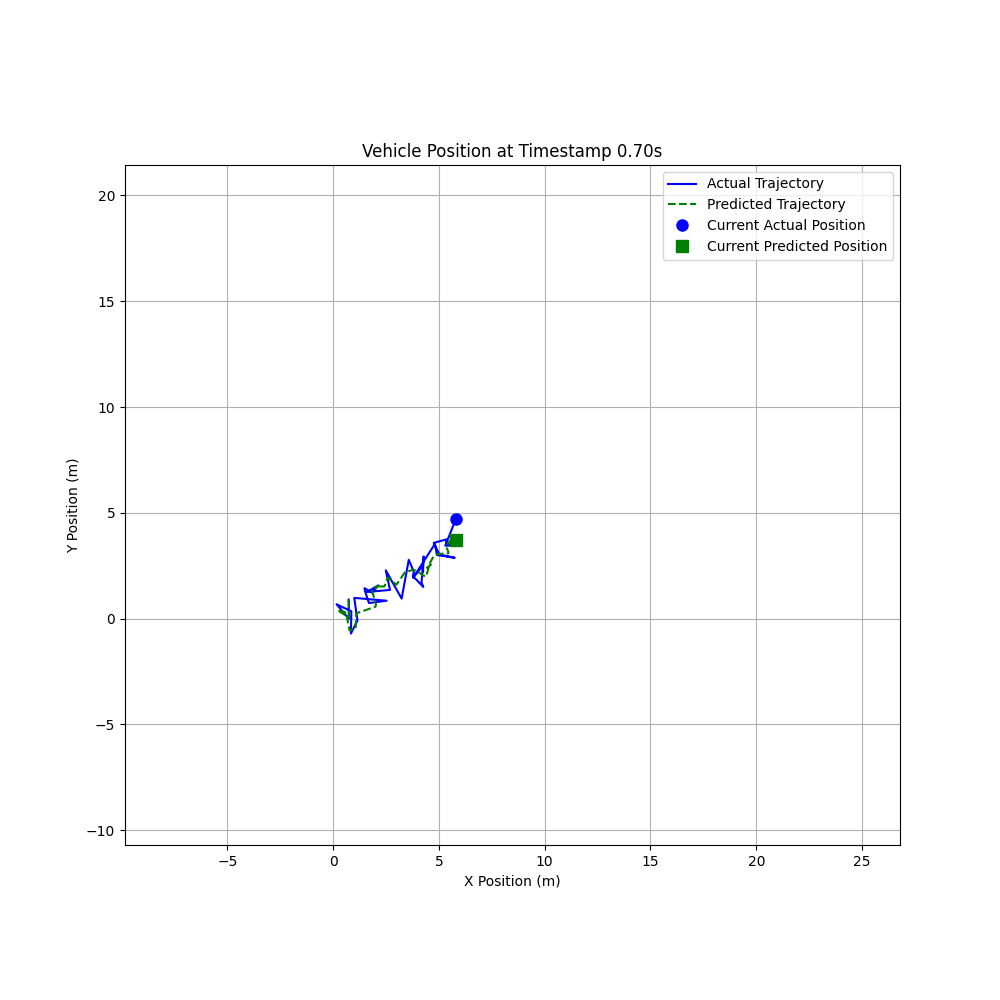 Vehicle Position at Timestamp 0.70s
Actual Trajectory
Predicted Trajectory
Current Actual Position
Current Predicted Position
20
15
10
5
0
−5
−10
Y Position (m)
−5 0 5 10 15 20 25
X Position (m)